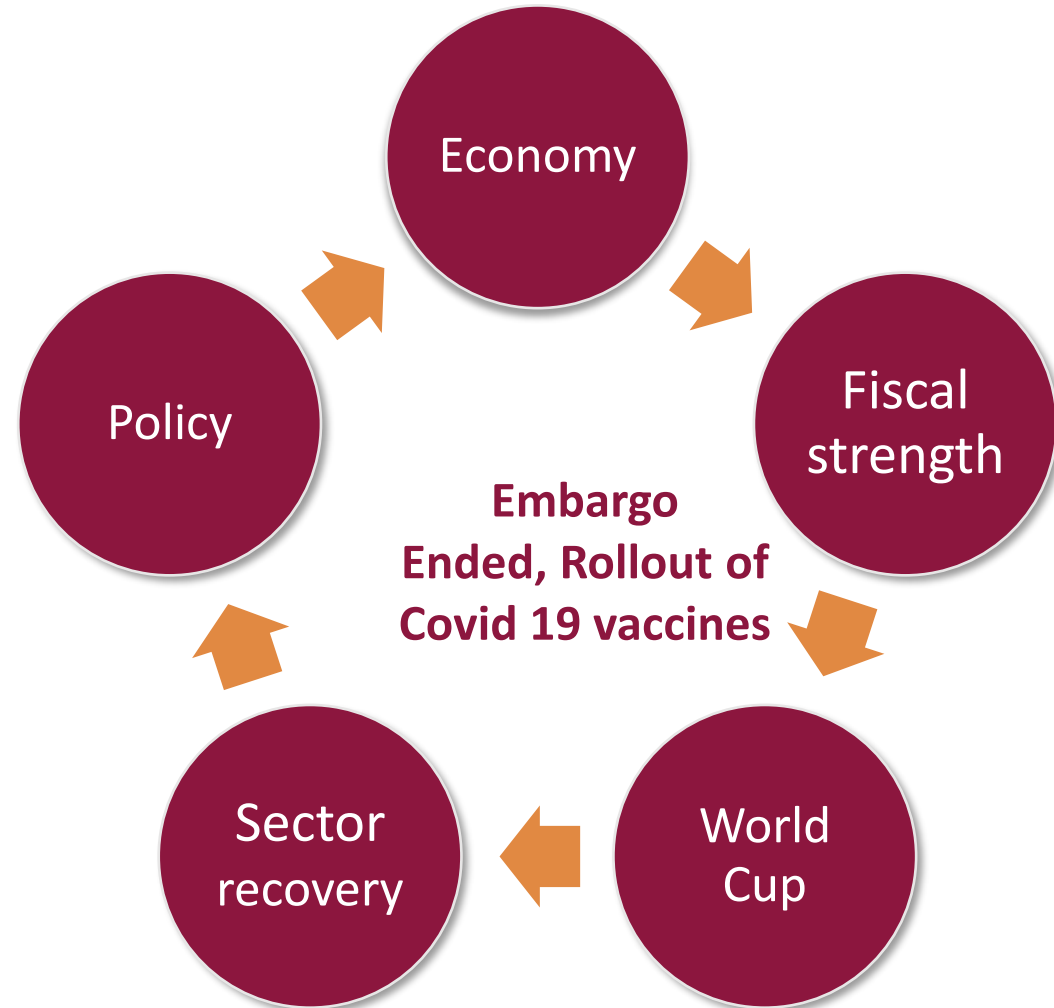 Economy
Fiscal
strength
World
Cup
Sector
recovery
Policy
Embargo
Ended, Rollout of
Covid 19 vaccines